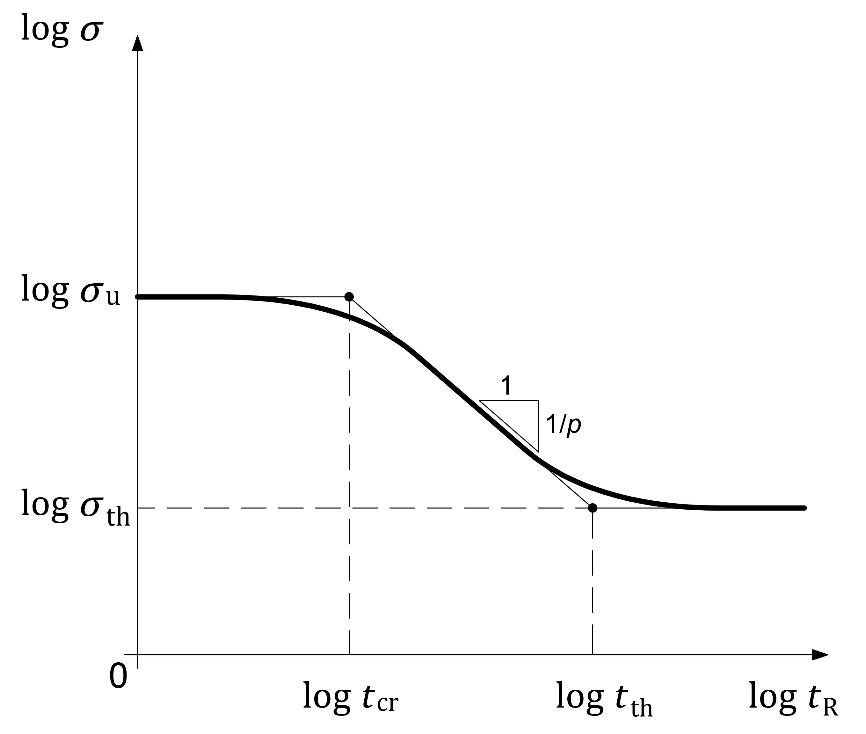 log σ
log σu
1
1/p
log σth
0
log tcr
log tth
log tR